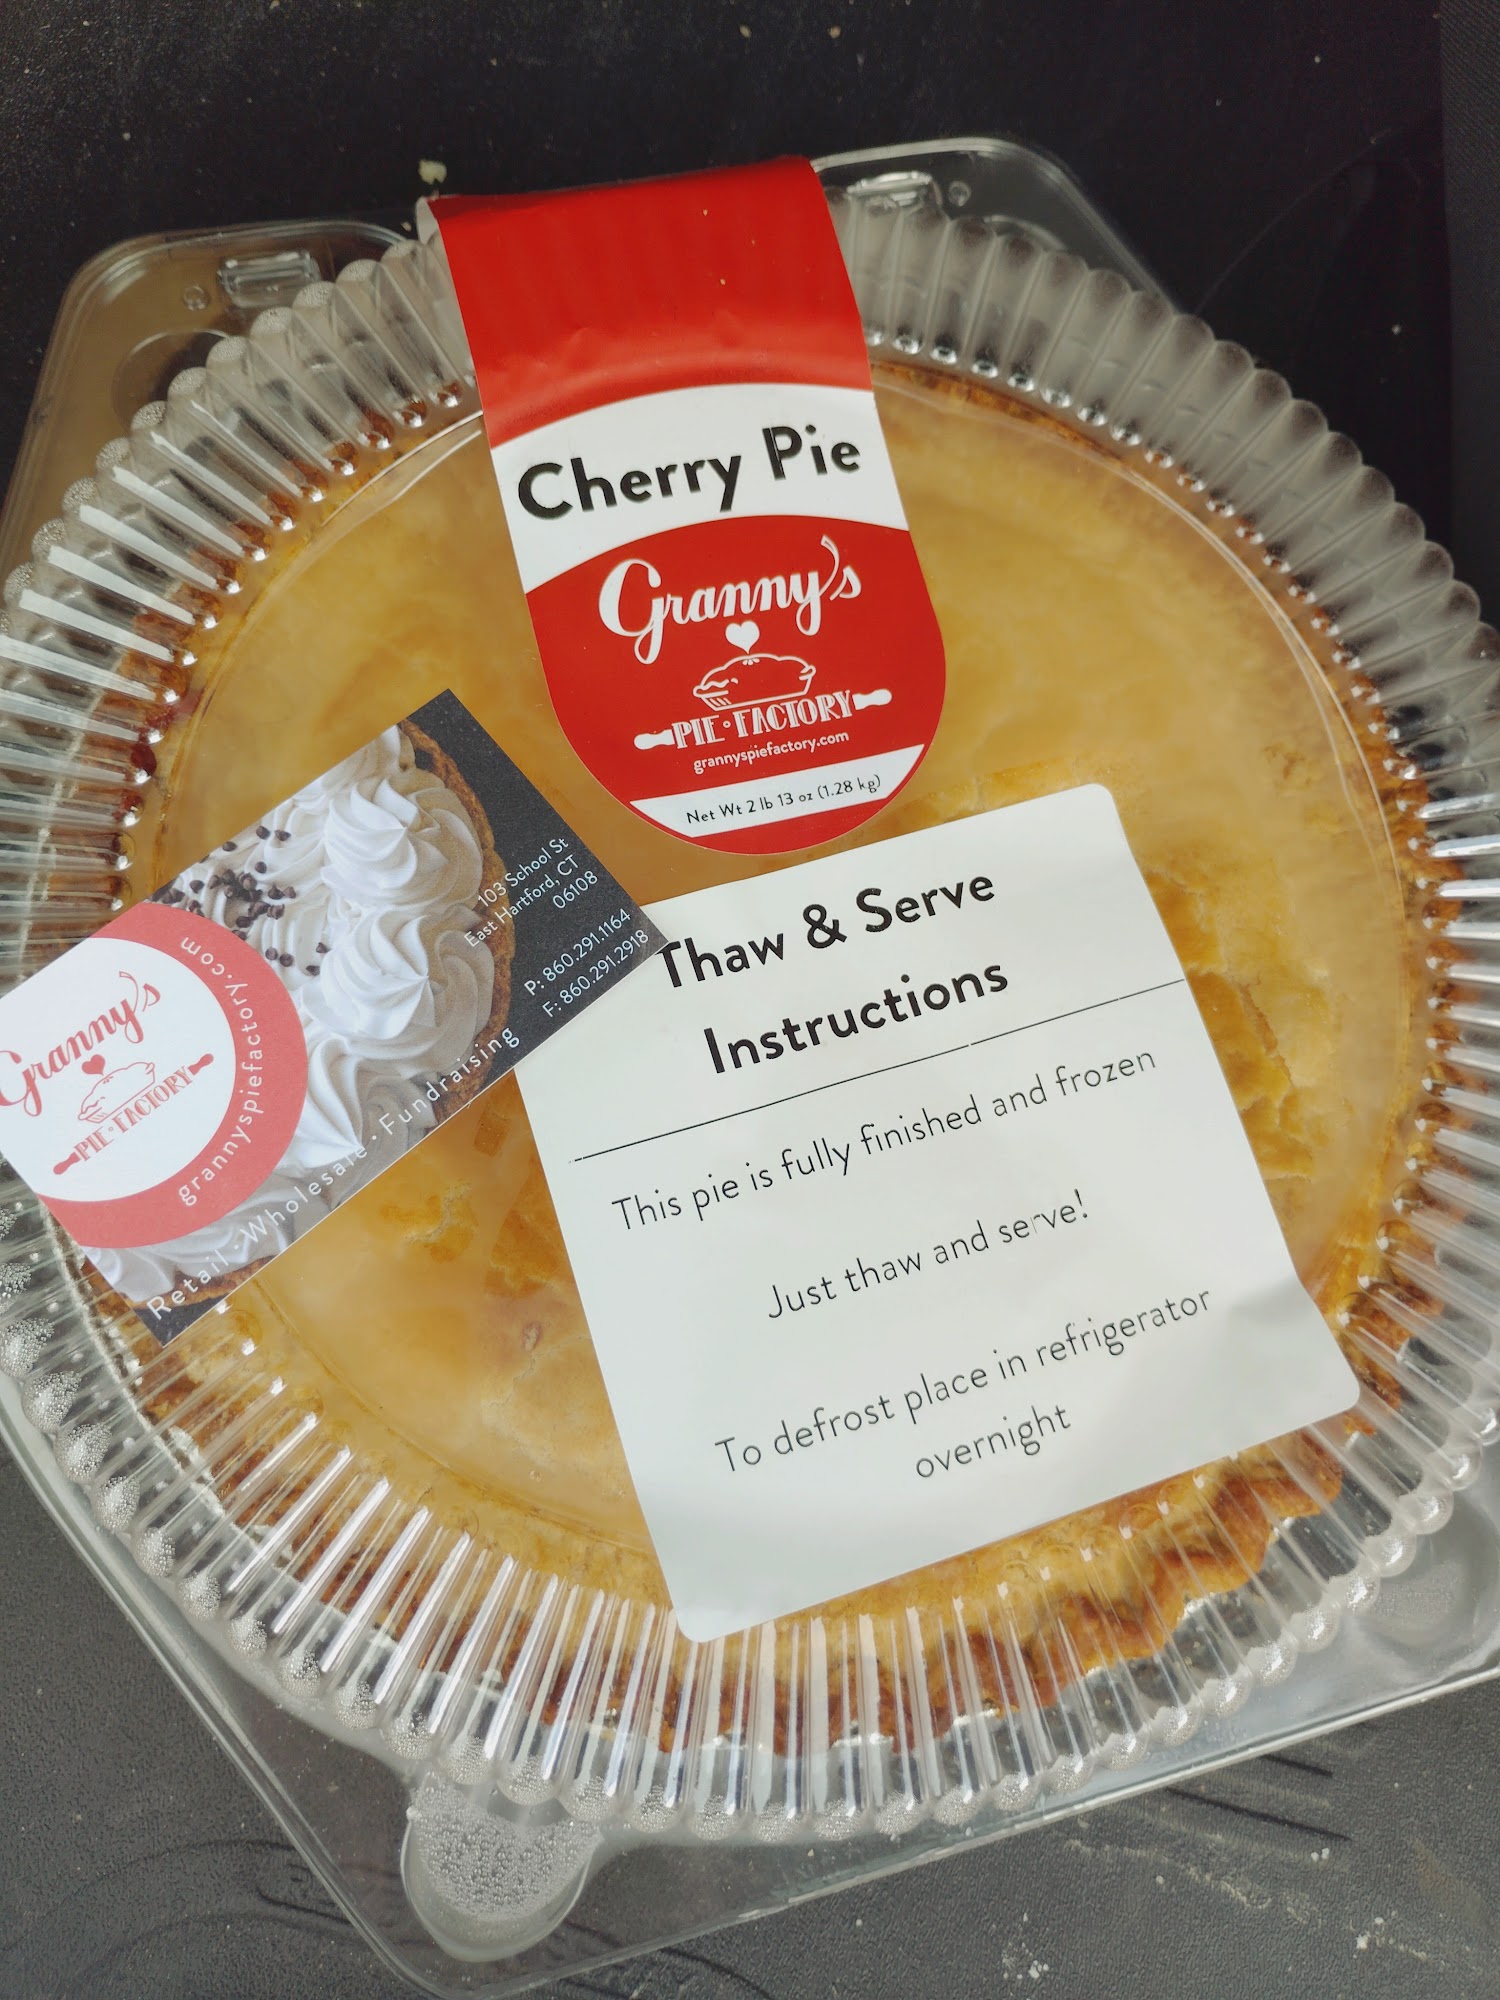 Cherry Pie
Granny's
PIE FACTORY
grannyspiefactory.com
Net Wt 2 lb 13 oz (1.28 kg)
103 School St
East Hartford, CT
06108
P: 860.291.1164
F: 860.291.2918
Granny's
PIE FACTORY
grannyspiefactory.com
Retail • Wholesale • Fundraising
Thaw & Serve
Instructions
This pie is fully finished and frozen
Just thaw and serve!
To defrost place in refrigerator
overnight